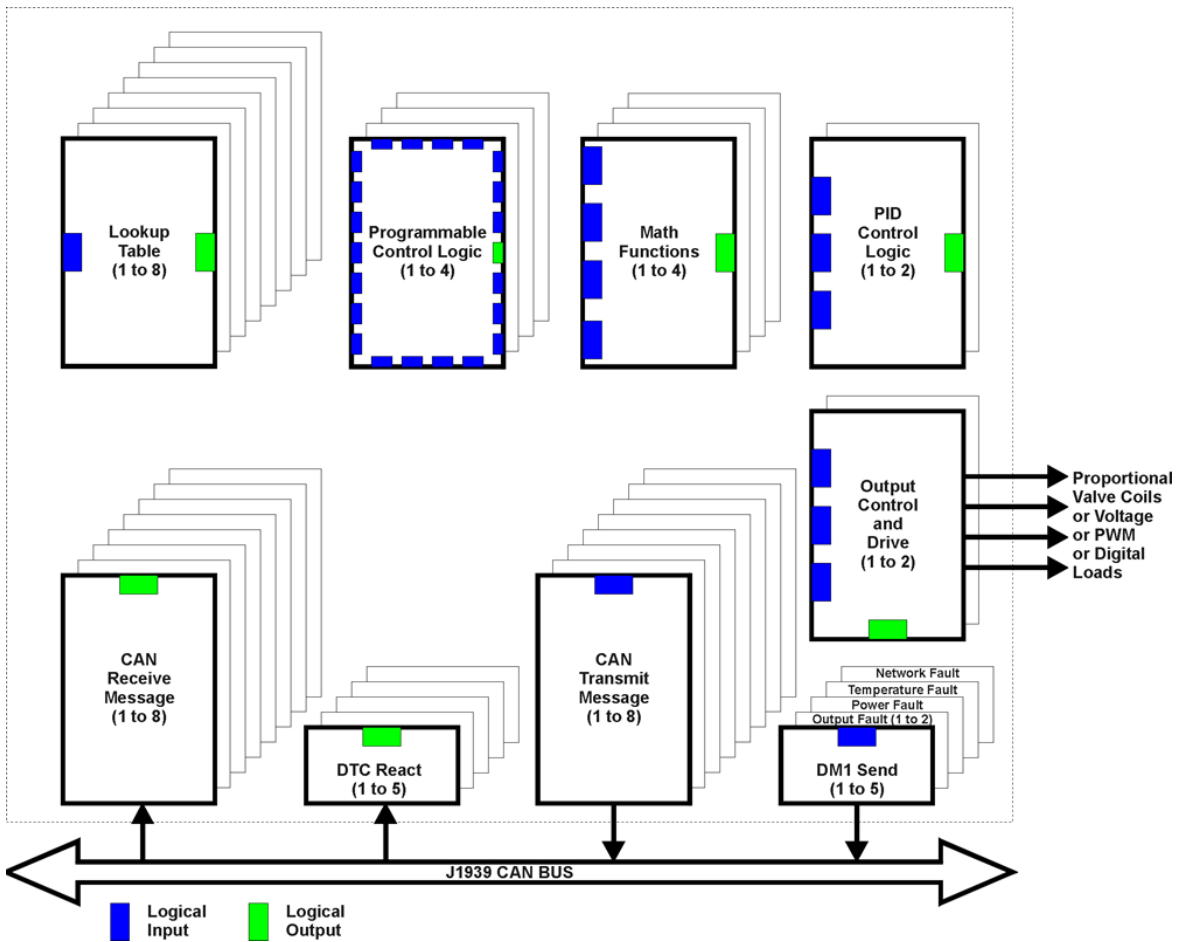 Lookup
Table
(1 to 8)
Programmable
Control Logic
(1 to 4)
Math
Functions
(1 to 4)
PID
Control
Logic
(1 to 2)
Output
Control
and
Drive
(1 to 2)
Proportional
Valve Coils
or Voltage
or PWM
or Digital
Loads
CAN
Receive
Message
(1 to 8)
DTC React
(1 to 5)
CAN
Transmit
Message
(1 to 8)
Network Fault
Temperature Fault
Power Fault
Output Fault (1 to 2)
DM1 Send
(1 to 5)
J1939 CAN BUS
Logical
Input
Logical
Output